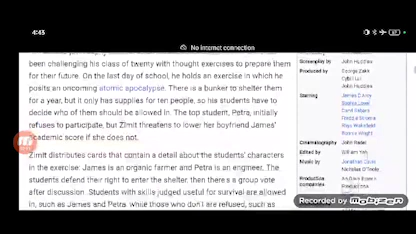 4:43
No internet connection
been challenging his class of twenty with thought exercises to prepare them
for their future. On the last day of school, he holds an exercise in which he
posits an oncoming atomic apocalypse. There is a bunker to shelter them
for a year, but it only has supplies for ten people, so his students have to
decide who of them should be allowed in. The top student, Petra, initially
refuses to participate, but Zimit threatens to lower her boyfriend James'
academic score if she does not.
Zimit distributes cards that contain a detail about the students' characters
in the exercise: James is an organic farmer and Petra is an engineer. The
students defend their right to enter the shelter, then there's a group vote
after discussion. Students with skills judged useful for survival are allowed
in, such as James and Petra, while those who don't are refused, such as
Screenplay by John Huddles
Produced by George Zakk
Cybill Lui
John Huddles
Starring James D'Arcy
Sophie Lowe
Daryl Sabara
Freddie Stroma
Rhys Wakefield
Bonnie Wright
Cinematography John Radel
Edited by William Yeh
Music by Jonathan Davis
Nicholas O'Toole
Production
companies
Recorded by
mobizen